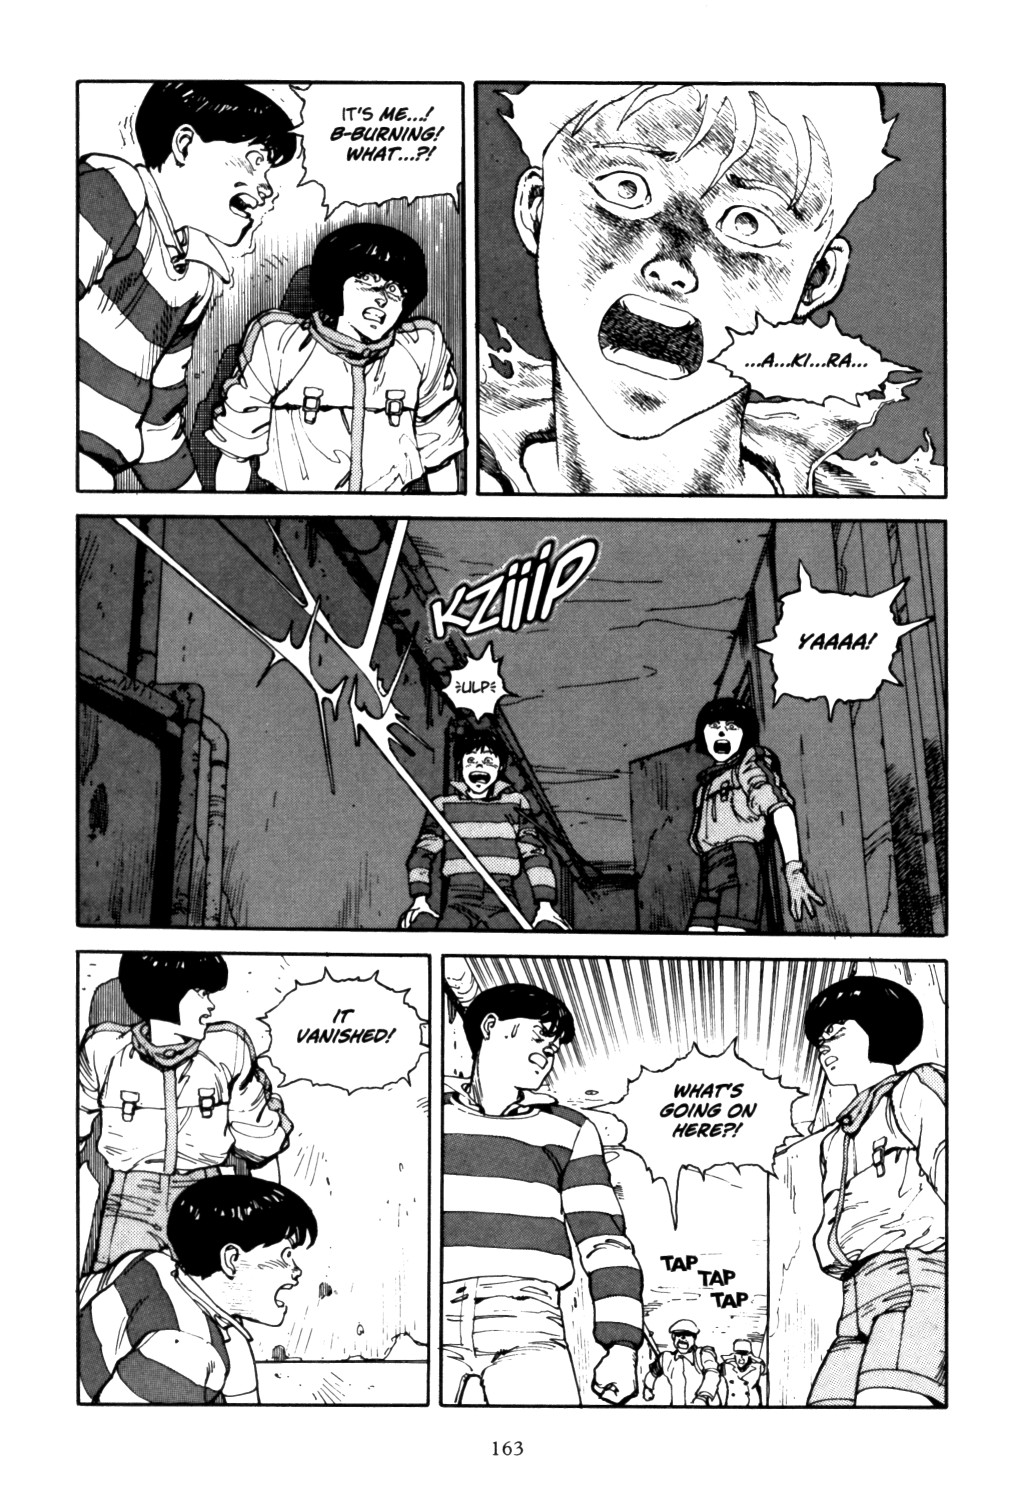 IT'S ME...!
B-BURNING!
WHAT...?!
...A...KI...RA...
KZIIIP
ULP
YAAAA!
IT
VANISHED!
WHAT'S
GOING ON
HERE?!
TAP
TAP
TAP
163